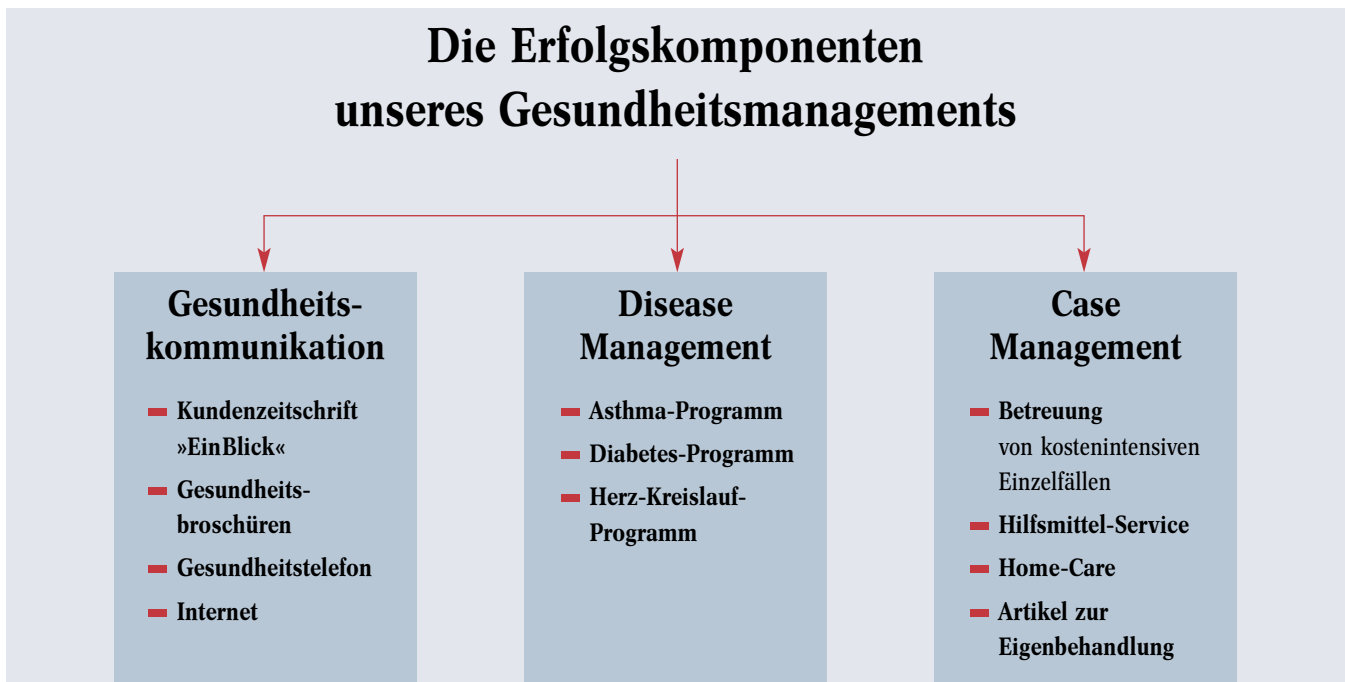 Die Erfolgskomponenten
unseres Gesundheitsmanagements
Gesundheits-
kommunikation
Kundenzeitschrift
»EinBlick«
Gesundheits-
broschüren
Gesundheitstelefon
Internet
Disease
Management
Asthma-Programm
Diabetes-Programm
Herz-Kreislauf-
Programm
Case
Management
Betreuung
von kostenintensiven
Einzelfällen
Hilfsmittel-Service
Home-Care
Artikel zur
Eigenbehandlung